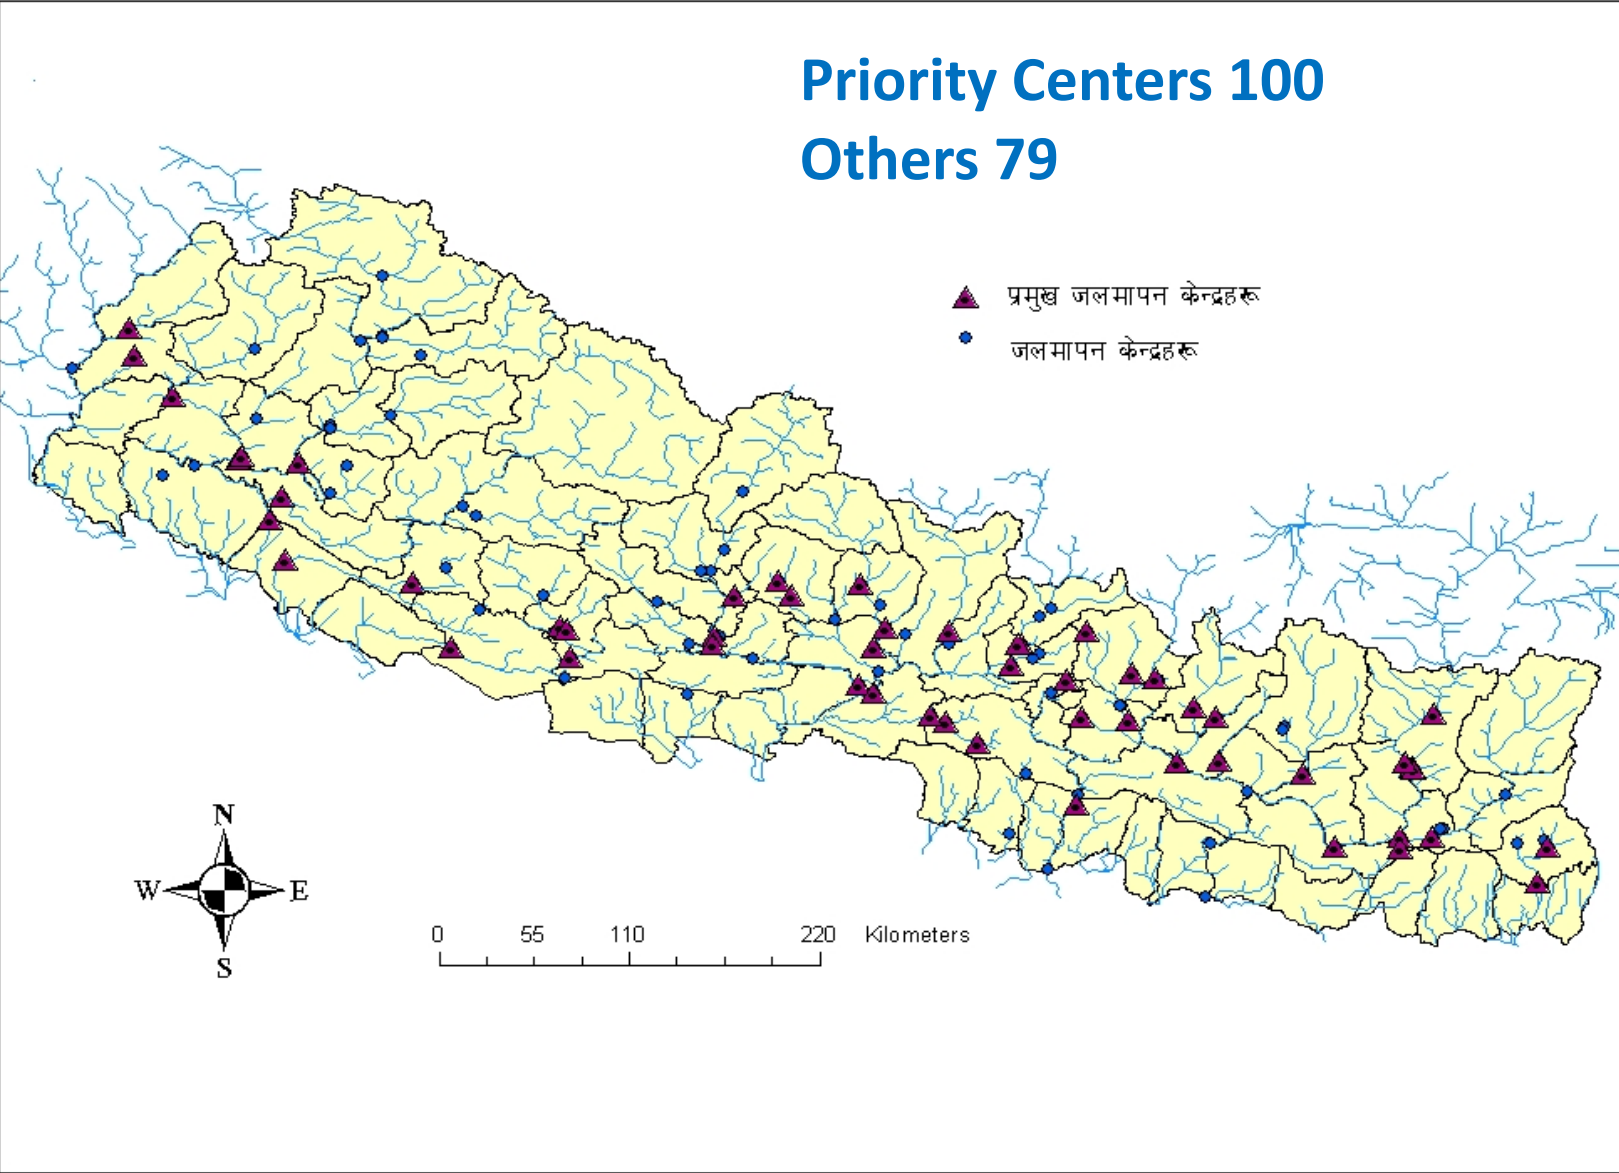 Priority Centers 100
Others 79
प्रमुख जलमापन केन्द्रहरू
जलमापन केन्द्रहरू
N
W E
S
0 55 110 220 Kilometers